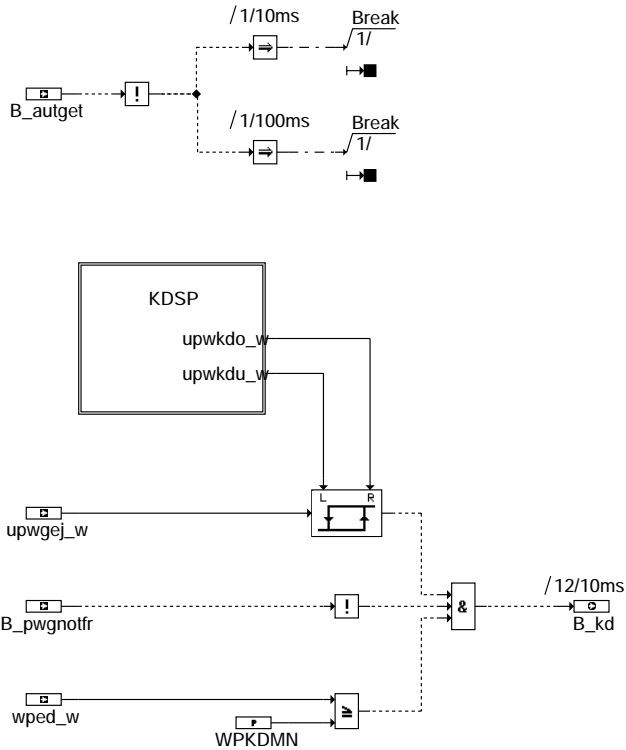 / 1/10ms
Break
1/
⇒
B_autget
!
/ 1/100ms
Break
1/
⇒
KDSP
upwkdo_w
upwkdu_w
L R
upwgej_w
/ 12/10ms
B_pwgnotfr
!
&
B_kd
wped_w
≥
P
WPKDMN